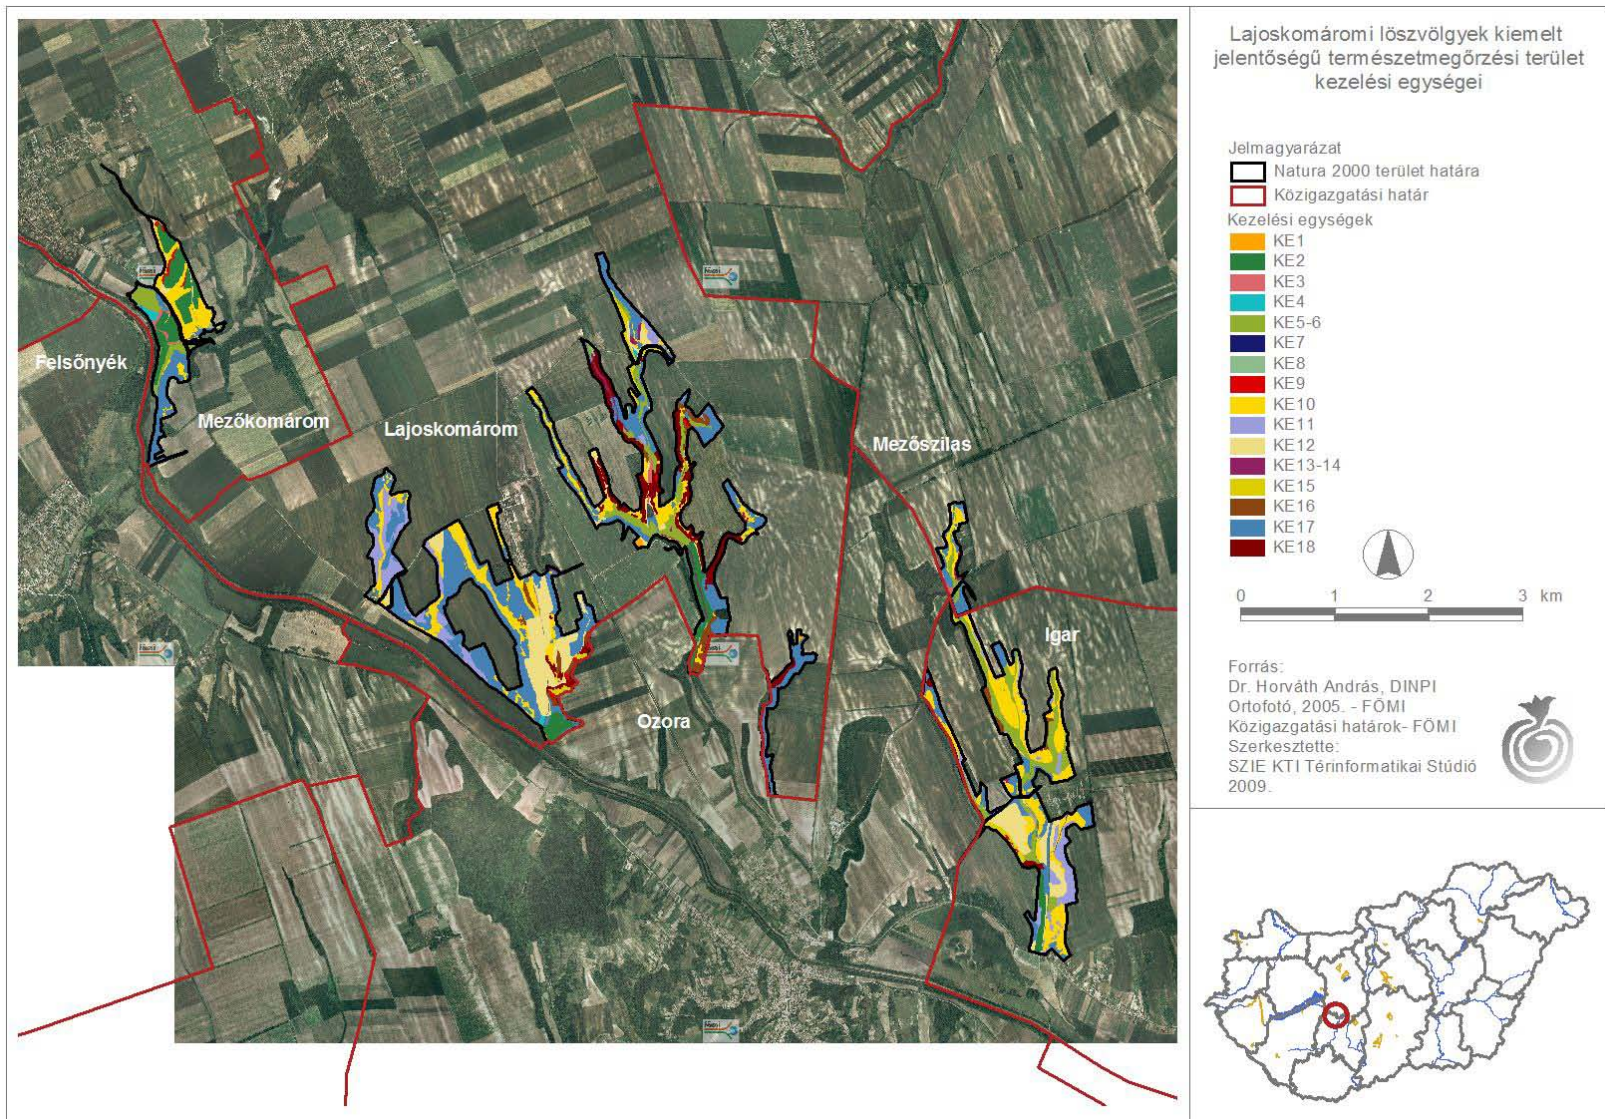 Lajoskomáromi löszvölgyek kiemelt
jelentőségű természetmegőrzési terület
kezelési egységei
Jelmagyarázat
Natura 2000 terület határa
Közigazgatási határ
Kezelési egységek
KE1
KE2
KE3
KE4
KE5-6
KE7
KE8
KE9
KE10
KE11
KE12
KE13-14
KE15
KE16
KE17
KE18
0 1 2 3 km
Forrás:
Dr. Horváth András, DINPI
Ortofotó, 2005. - FÖMI
Közigazgatási határok- FÖMI
Szerkesztette:
SZIE KTI Térinformatikai Stúdió
2009.
Felsőnyék
Mezőkomárom
Lajoskomárom
Mezőszilas
Igar
Ozora